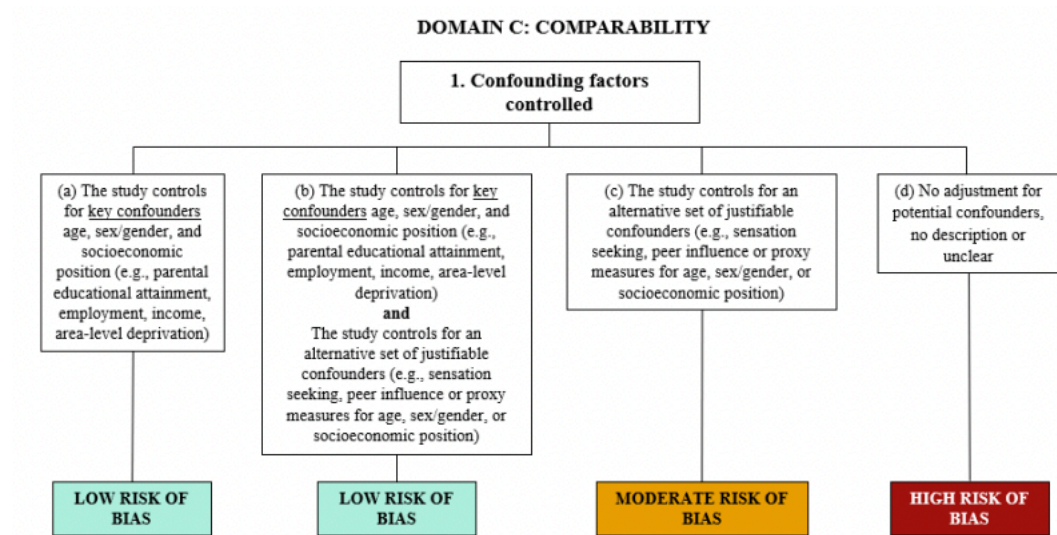 DOMAIN C: COMPARABILITY
1. Confounding factors
controlled
(a) The study controls
for key confounders
age, sex/gender, and
socioeconomic
position (e.g., parental
educational attainment,
employment, income,
area-level deprivation)
(b) The study controls for key
confounders age, sex/gender, and
socioeconomic position (e.g.,
parental educational attainment,
employment, income, area-level
deprivation)
and
The study controls for an
alternative set of justifiable
confounders (e.g., sensation
seeking, peer influence or proxy
measures for age, sex/gender, or
socioeconomic position)
(c) The study controls for an
alternative set of justifiable
confounders (e.g., sensation
seeking, peer influence or proxy
measures for age, sex/gender, or
socioeconomic position)
(d) No adjustment for
potential confounders,
no description or
unclear
LOW RISK OF
BIAS
LOW RISK OF
BIAS
MODERATE RISK OF
BIAS
HIGH RISK OF
BIAS